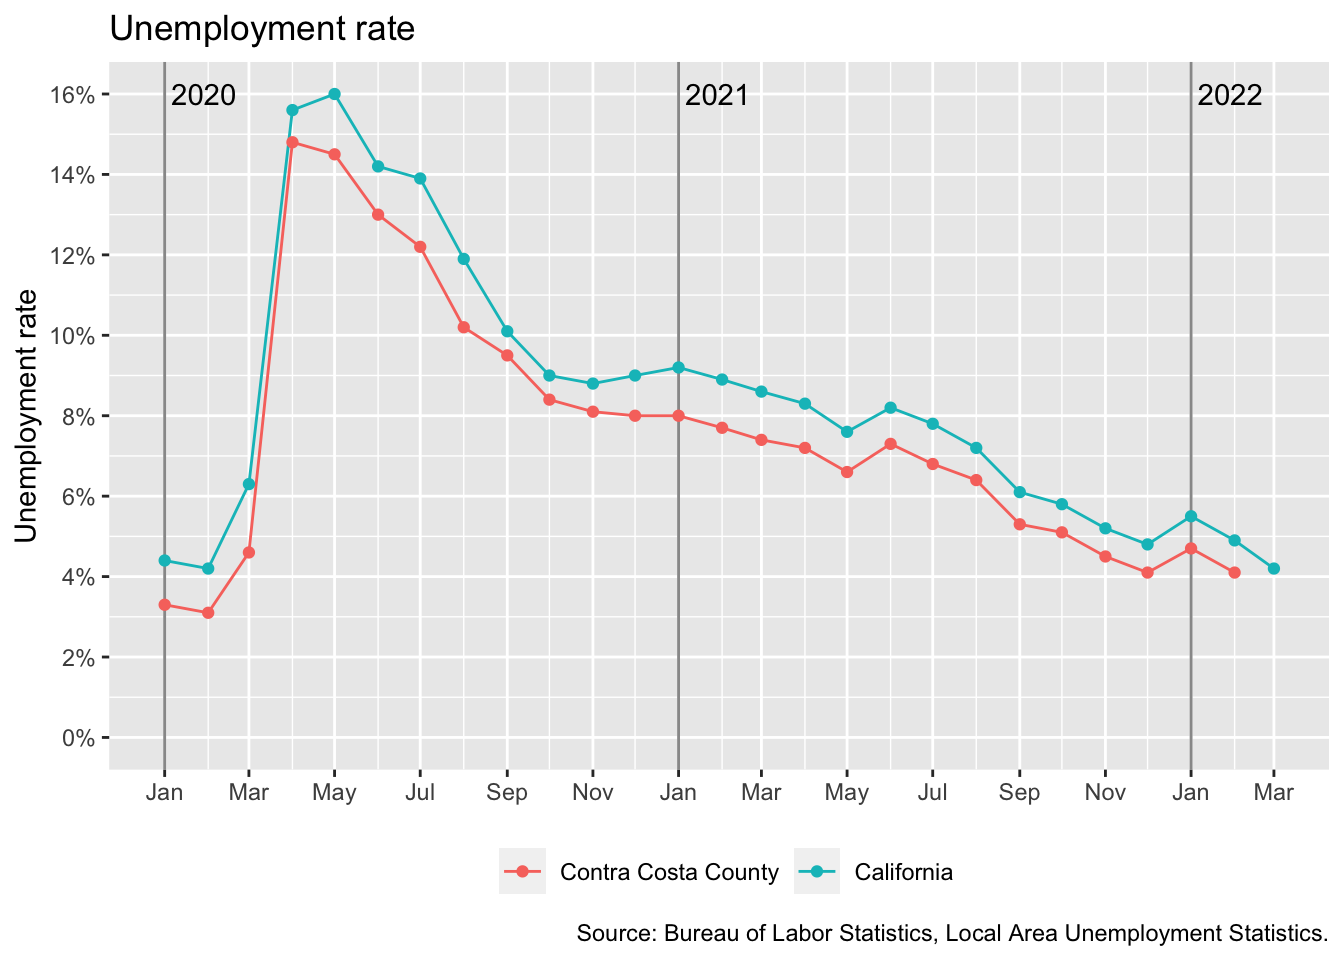 Unemployment rate
2020 2021 2022
16%
14%
12%
10%
8%
6%
4%
2%
0%
Unemployment rate
Jan Mar May Jul Sep Nov Jan Mar May Jul Sep Nov Jan Mar
Contra Costa County California
Source: Bureau of Labor Statistics, Local Area Unemployment Statistics.